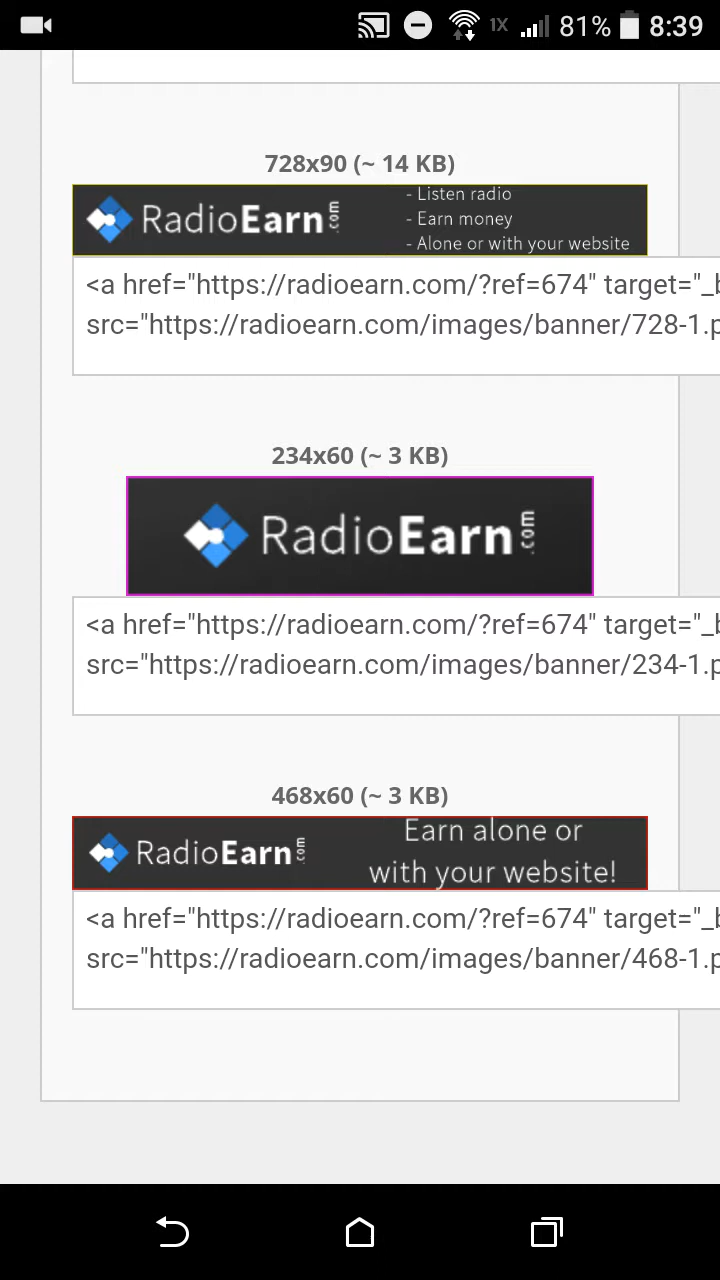 1X 81% 8:39
728x90 (~ 14 KB)
RadioEarn.com
- Listen radio
- Earn money
- Alone or with your website
<a href="https://radioearn.com/?ref=674" target="_b
src="https://radioearn.com/images/banner/728-1.p
234x60 (~ 3 KB)
RadioEarn.com
<a href="https://radioearn.com/?ref=674" target="_b
src="https://radioearn.com/images/banner/234-1.p
468x60 (~ 3 KB)
RadioEarn.com
Earn alone or
with your website!
<a href="https://radioearn.com/?ref=674" target="_b
src="https://radioearn.com/images/banner/468-1.p